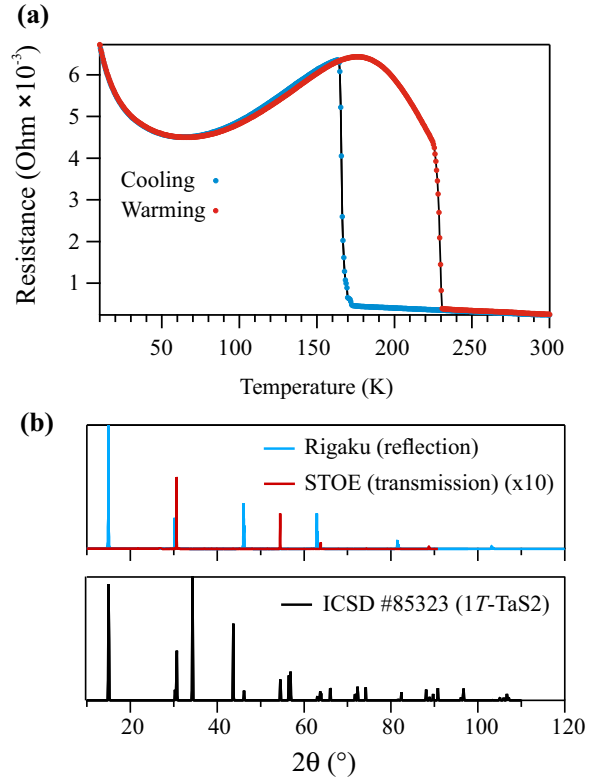 (a)
Resistance (Ohm ×10⁻³)
6
5
4
3
2
1
Cooling
Warming
50 100 150 200 250 300
Temperature (K)
(b)
Rigaku (reflection)
STOE (transmission) (x10)
ICSD #85323 (1T-TaS2)
20 40 60 80 100 120
2θ (°)